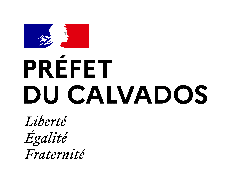 PRÉFET
DU CALVADOS
Liberté
Égalité
Fraternité